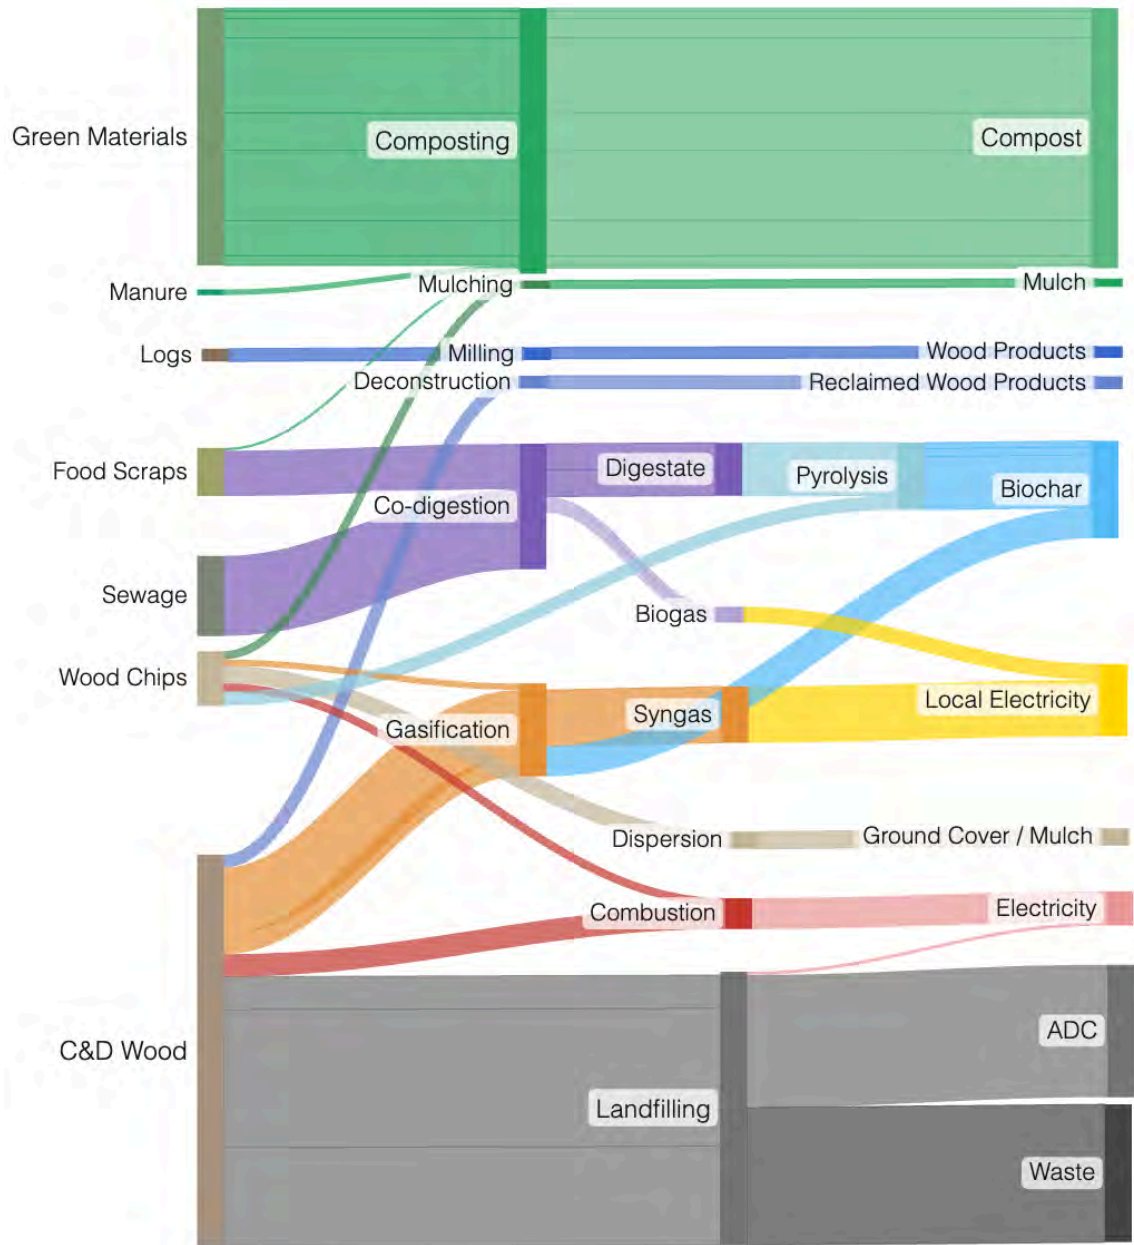 Green Materials
Composting
Compost
Manure
Mulching
Mulch
Logs
Milling
Wood Products
Deconstruction
Reclaimed Wood Products
Food Scraps
Digestate
Pyrolysis
Biochar
Co-digestion
Sewage
Biogas
Wood Chips
Gasification
Syngas
Local Electricity
Dispersion
Ground Cover / Mulch
Combustion
Electricity
C&D Wood
ADC
Landfilling
Waste